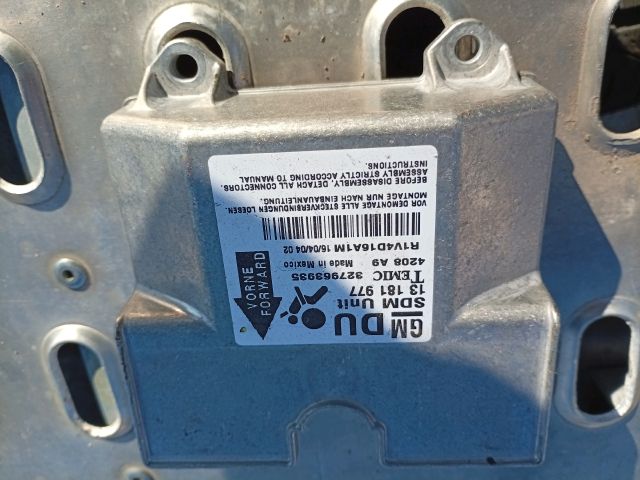 GM DU
SDM Unit
13 181 977
TEMIC 327963935
4208 A9 Made in Mexico
R1V4D16A1M 16/04/04 02
VORNE
FORWARD
VOR DEMONTAGE ALLE STECKVERBINDUNGEN LOESEN.
MONTAGE NUR NACH EINBAUANLEITUNG.
BEFORE DISASSEMBLY, DETACH ALL CONNECTORS.
ASSEMBLY STRICTLY ACCORDING TO MANUAL
INSTRUCTIONS.